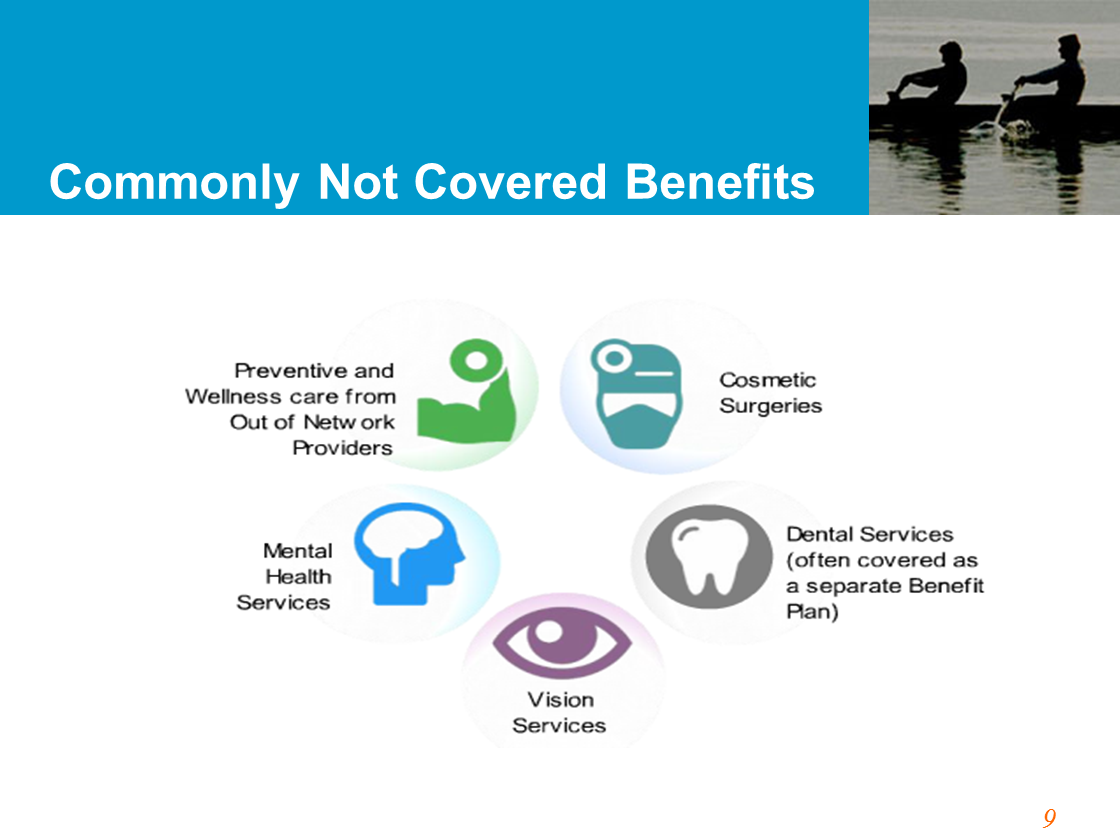 Commonly Not Covered Benefits
Preventive and
Wellness care from
Out of Network
Providers
Cosmetic
Surgeries
Mental
Health
Services
Dental Services
(often covered as
a separate Benefit
Plan)
Vision
Services
9